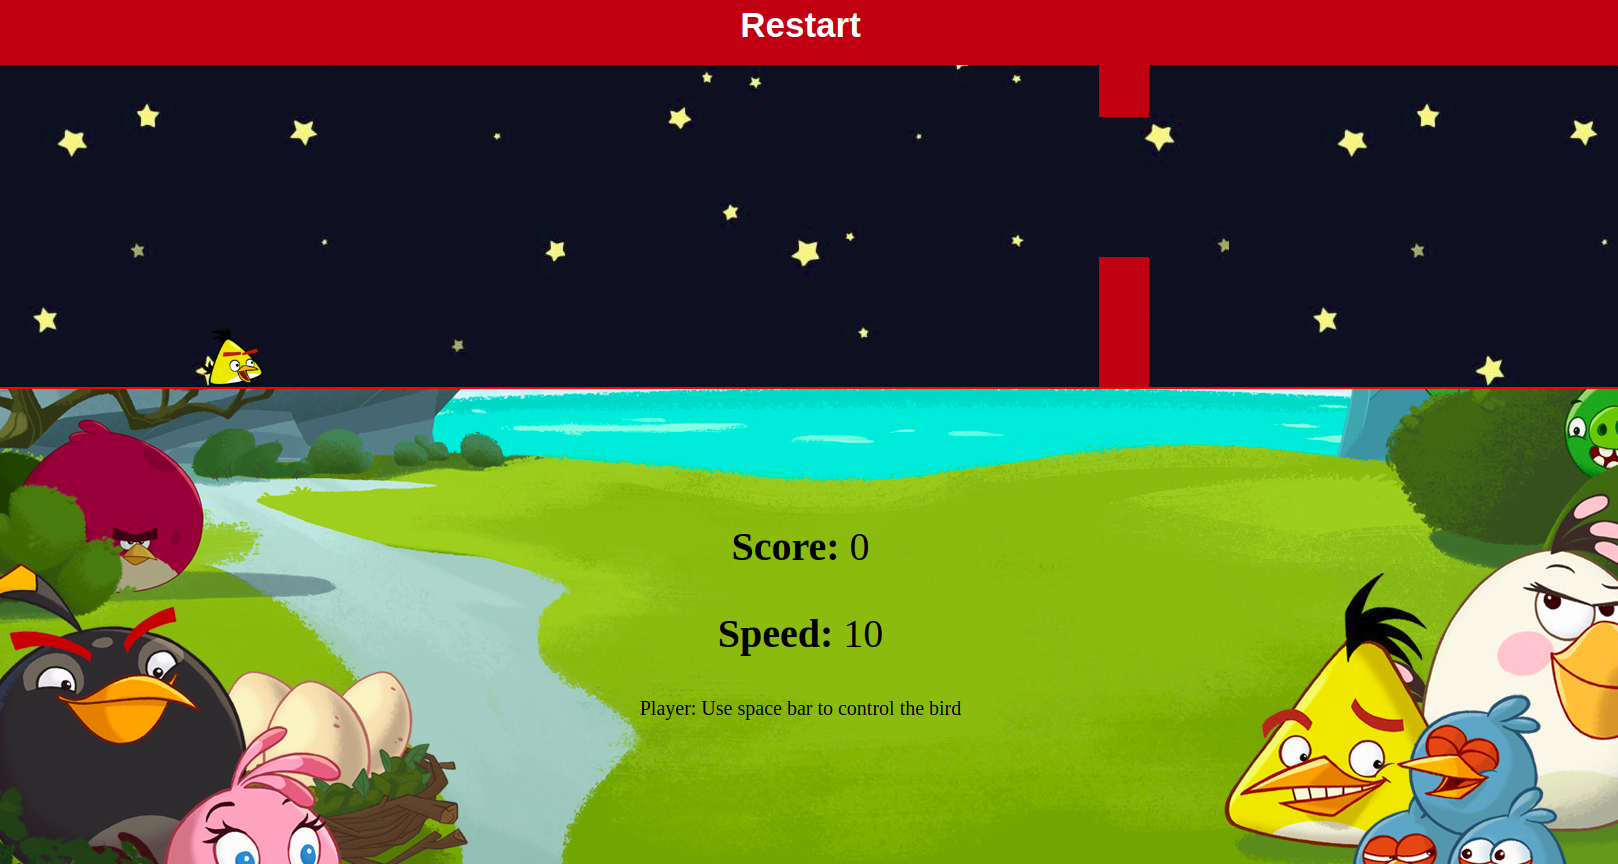 Restart
Score: 0
Speed: 10
Player: Use space bar to control the bird